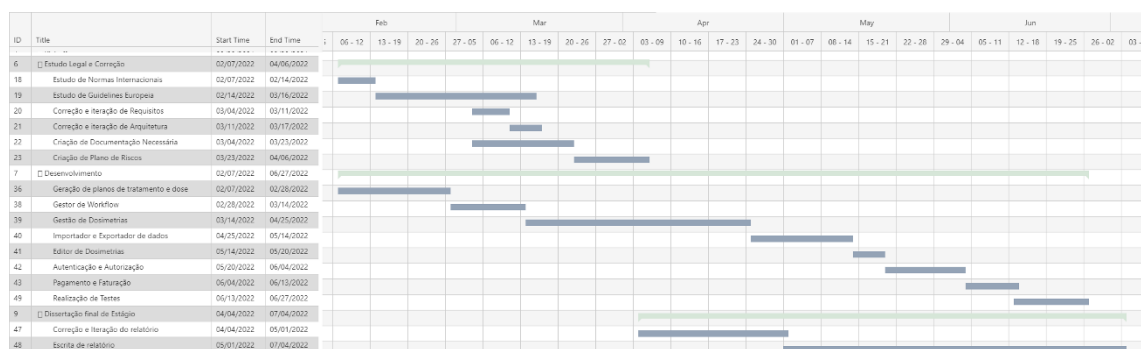 Feb Mar Apr May Jun
ID Title Start Time End Time 06 - 12 13 - 19 20 - 26 27 - 05 06 - 12 13 - 19 20 - 26 27 - 02 03 - 09 10 - 16 17 - 23 24 - 30 01 - 07 08 - 14 15 - 21 22 - 28 29 - 04 05 - 11 12 - 18 19 - 25 26 - 02 03 -
6 Estudo Legal e Correção 02/07/2022 04/06/2022
18 Estudo de Normas Internacionais 02/07/2022 02/14/2022
19 Estudo de Guidelines Europeia 02/14/2022 03/16/2022
20 Correção e iteração de Requisitos 03/04/2022 03/11/2022
21 Correção e iteração de Arquitetura 03/11/2022 03/17/2022
22 Criação de Documentação Necessária 03/04/2022 03/23/2022
23 Criação de Plano de Riscos 03/23/2022 04/06/2022
7 Desenvolvimento 02/07/2022 06/27/2022
36 Geração de planos de tratamento e dose 02/07/2022 02/28/2022
38 Gestor de Workflow 02/28/2022 03/14/2022
39 Gestão de Dosimetrias 03/14/2022 04/25/2022
40 Importador e Exportador de dados 04/25/2022 05/14/2022
41 Editor de Dosimetrias 05/14/2022 05/20/2022
42 Autenticação e Autorização 05/20/2022 06/04/2022
43 Pagamento e Faturação 06/04/2022 06/13/2022
49 Realização de Testes 06/13/2022 06/27/2022
9 Dissertação final de Estágio 04/04/2022 07/04/2022
47 Correção e Iteração do relatório 04/04/2022 05/01/2022
48 Escrita de relatório 05/01/2022 07/04/2022